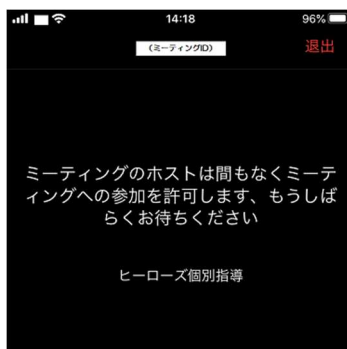 14:18
96%
(ミーティングID)
退出
ミーティングのホストは間もなくミーテ
ィングへの参加を許可します、もうしば
らくお待ちください
ヒーローズ個別指導